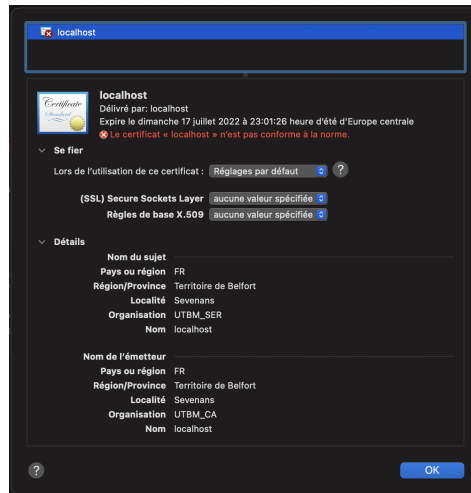 localhost
Certificate
Standard
localhost
Délivré par: localhost
Expire le dimanche 17 juillet 2022 à 23:01:26 heure d'été d'Europe centrale
Le certificat « localhost » n'est pas conforme à la norme.
Se fier
Lors de l'utilisation de ce certificat : Réglages par défaut ?
(SSL) Secure Sockets Layer aucune valeur spécifiée
Règles de base X.509 aucune valeur spécifiée
Détails
Nom du sujet
Pays ou région FR
Région/Province Territoire de Belfort
Localité Sevenans
Organisation UTBM_SER
Nom localhost
Nom de l'émetteur
Pays ou région FR
Région/Province Territoire de Belfort
Localité Sevenans
Organisation UTBM_CA
Nom localhost
? OK